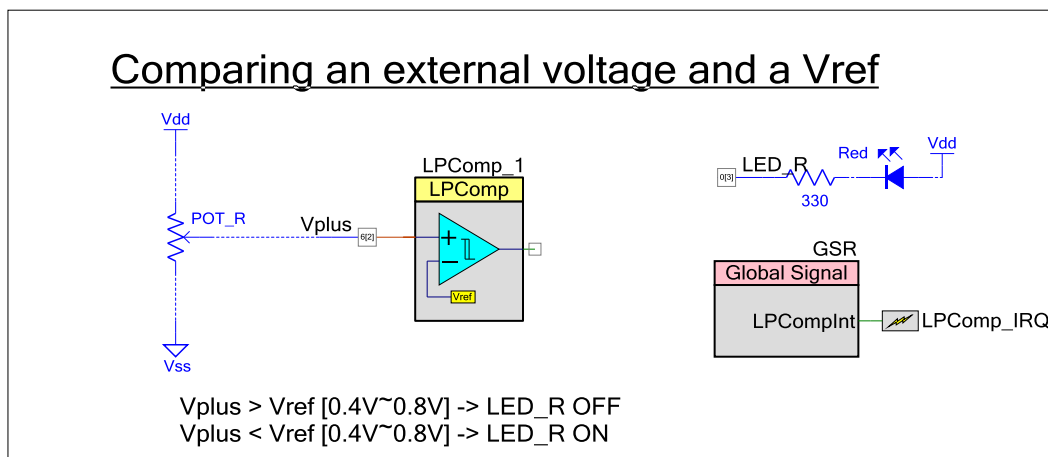 Comparing an external voltage and a Vref
Vdd
POT_R
Vss
Vplus
6[2]
LPComp_1
LPComp
+
−
Vref
LED_R
0[3]
330
Red
Vdd
GSR
Global Signal
LPCompInt
LPComp_IRQ
Vplus > Vref [0.4V~0.8V] -> LED_R OFF
Vplus < Vref [0.4V~0.8V] -> LED_R ON